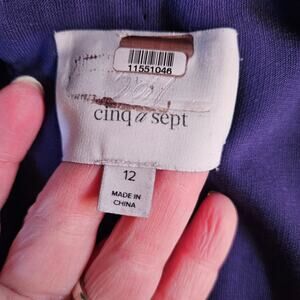 11551046
cinq à sept
12
MADE IN
CHINA